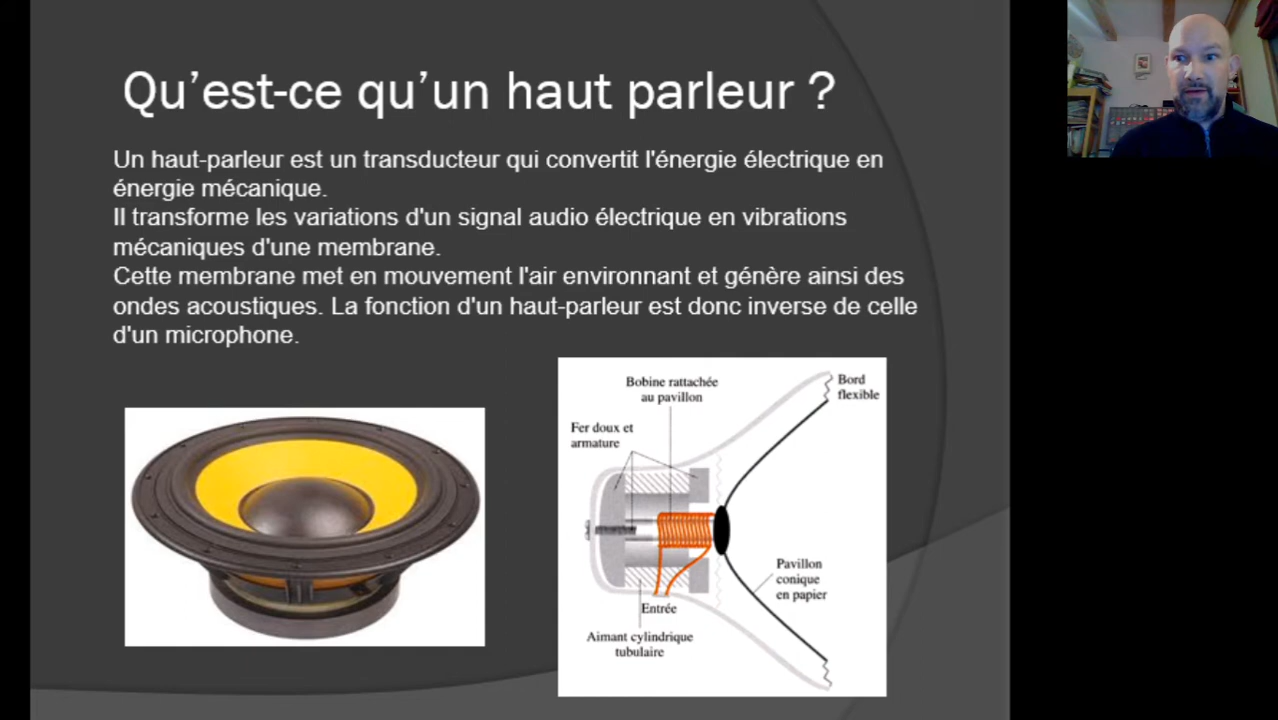 Qu’est-ce qu’un haut parleur ?
Un haut-parleur est un transducteur qui convertit l'énergie électrique en
énergie mécanique.
Il transforme les variations d'un signal audio électrique en vibrations
mécaniques d'une membrane.
Cette membrane met en mouvement l'air environnant et génère ainsi des
ondes acoustiques. La fonction d'un haut-parleur est donc inverse de celle
d'un microphone.
Bobine rattachée
au pavillon
Bord
flexible
Fer doux et
armature
Pavillon
conique
en papier
Entrée
Aimant cylindrique
tubulaire